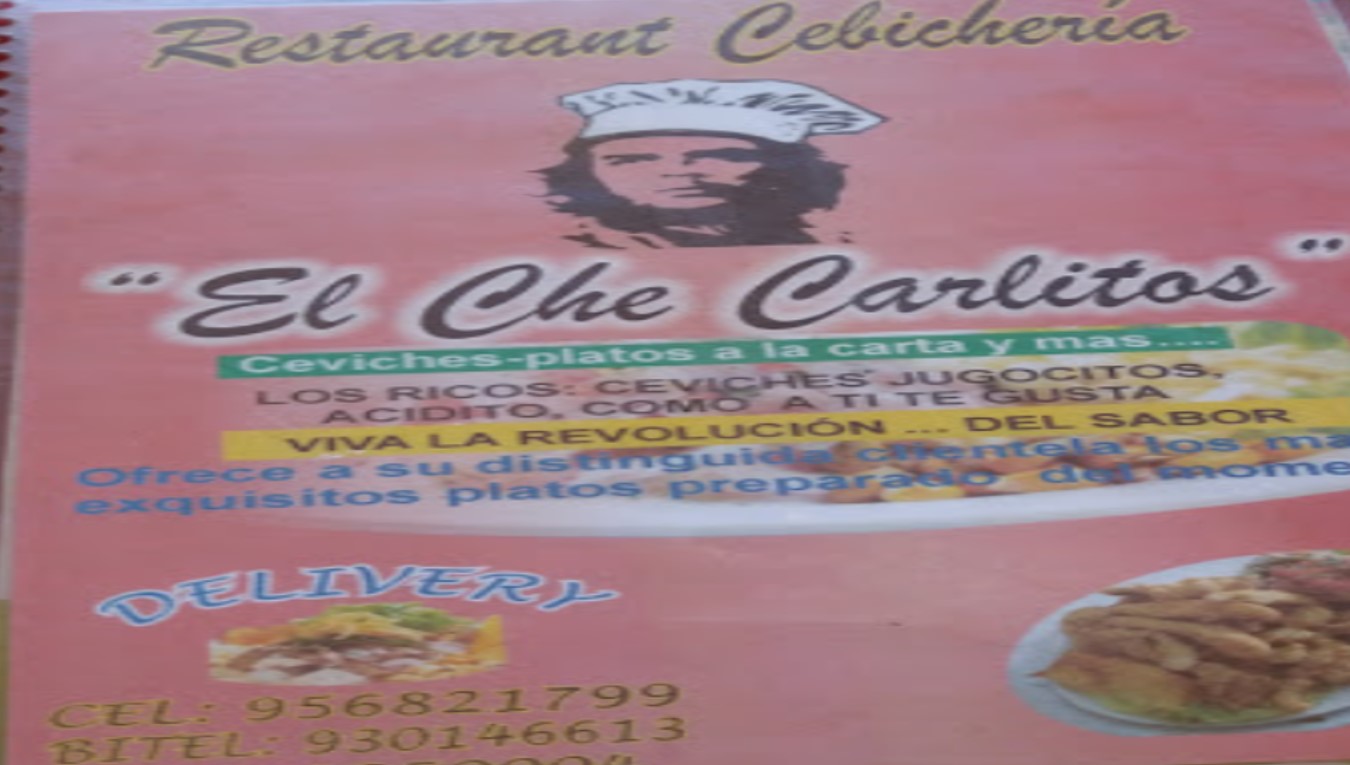 Restaurant Cebichería
"El Che Carlitos"
Ceviches-platos a la carta y mas....
LOS RICOS: CEVICHES JUGOCITOS,
ACIDITO, COMO A TI TE GUSTA
VIVA LA REVOLUCIÓN ... DEL SABOR
Ofrece a su distinguida clientela los
exquisitos platos preparado del
DELIVERY
CEL: 956821799
BITEL: 930146613